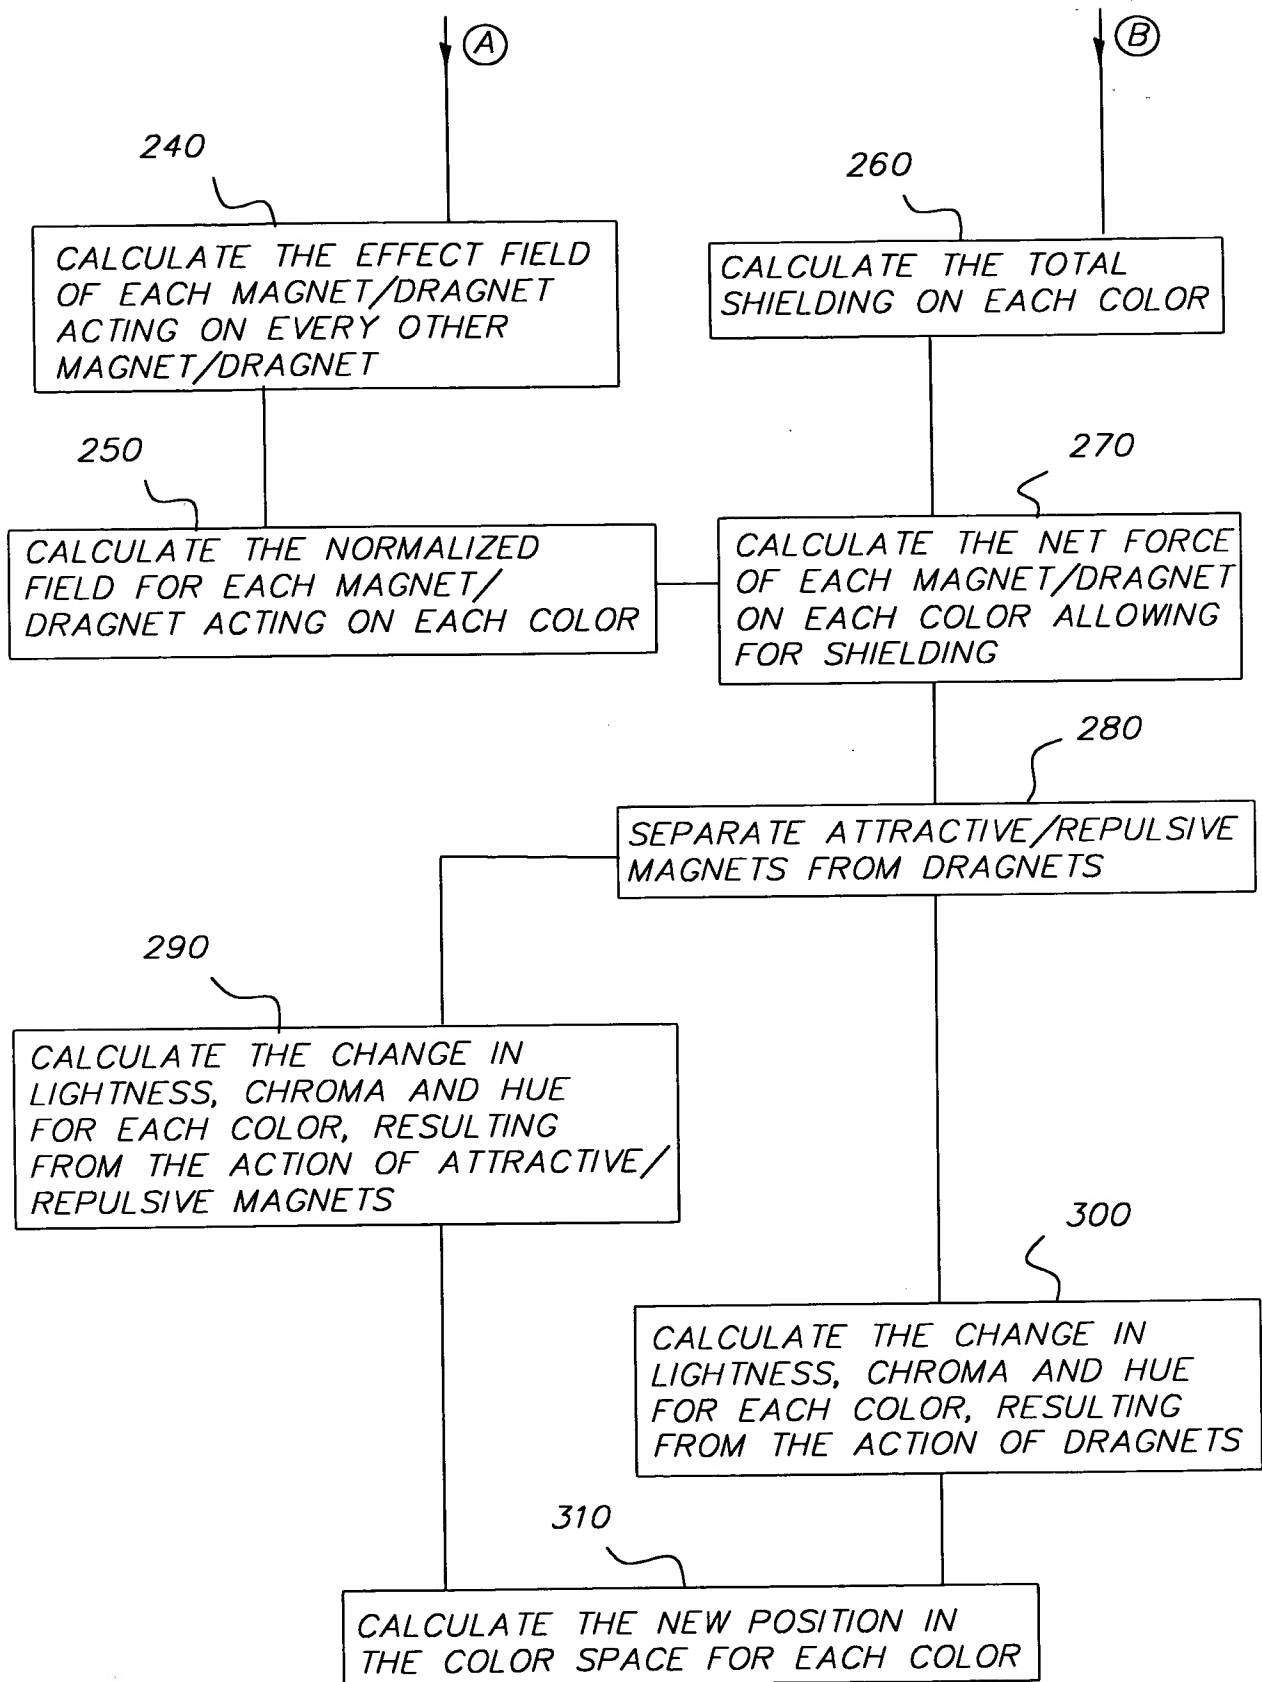 A
B
240
CALCULATE THE EFFECT FIELD
OF EACH MAGNET/DRAGNET
ACTING ON EVERY OTHER
MAGNET/DRAGNET
260
CALCULATE THE TOTAL
SHIELDING ON EACH COLOR
250
CALCULATE THE NORMALIZED
FIELD FOR EACH MAGNET/
DRAGNET ACTING ON EACH COLOR
270
CALCULATE THE NET FORCE
OF EACH MAGNET/DRAGNET
ON EACH COLOR ALLOWING
FOR SHIELDING
280
SEPARATE ATTRACTIVE/REPULSIVE
MAGNETS FROM DRAGNETS
290
CALCULATE THE CHANGE IN
LIGHTNESS, CHROMA AND HUE
FOR EACH COLOR, RESULTING
FROM THE ACTION OF ATTRACTIVE/
REPULSIVE MAGNETS
300
CALCULATE THE CHANGE IN
LIGHTNESS, CHROMA AND HUE
FOR EACH COLOR, RESULTING
FROM THE ACTION OF DRAGNETS
310
CALCULATE THE NEW POSITION IN
THE COLOR SPACE FOR EACH COLOR